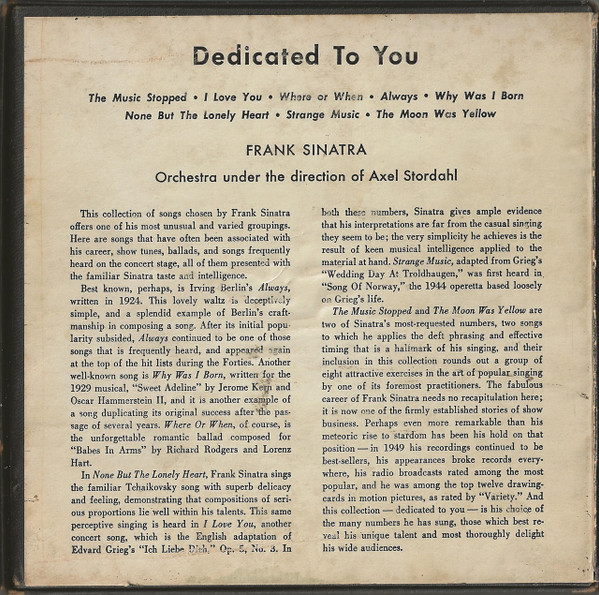 Dedicated To You
The Music Stopped • I Love You • Where or When • Always • Why Was I Born
None But The Lonely Heart • Strange Music • The Moon Was Yellow
FRANK SINATRA
Orchestra under the direction of Axel Stordahl
This collection of songs chosen by Frank Sinatra
offers one of his most unusual and varied groupings.
Here are songs that have often been associated with
his career, show tunes, ballads, and songs frequently
heard on the concert stage, all of them presented with
the familiar Sinatra taste and intelligence.
Best known, perhaps, is Irving Berlin's Always,
written in 1924. This lovely waltz is deceptively
simple, and a splendid example of Berlin's craft-
manship in composing a song. After its initial popu-
larity subsided, Always continued to be one of those
songs that is frequently heard, and appeared again
at the top of the hit lists during the Forties. Another
well-known song is Why Was I Born, written for the
1929 musical, "Sweet Adeline" by Jerome Kern and
Oscar Hammerstein II, and it is another example of
a song duplicating its original success after the pas-
sage of several years. Where Or When, of course, is
the unforgettable romantic ballad composed for
"Babes In Arms" by Richard Rodgers and Lorenz
Hart.
In None But The Lonely Heart, Frank Sinatra sings
the familiar Tchaikovsky song with superb delicacy
and feeling, demonstrating that compositions of seri-
ous proportions lie well within his talents. This same
perceptive singing is heard in I Love You, another
concert song, which is the English adaptation of
Edvard Grieg's "Ich Liebe Dich," Op. 5, No. 3. In
both these numbers, Sinatra gives ample evidence
that his interpretations are far from the casual singing
they seem to be; the very simplicity he achieves is the
result of keen musical intelligence applied to the
material at hand. Strange Music, adapted from Grieg's
"Wedding Day At Troldhaugen," was first heard in
"Song Of Norway," the 1944 operetta based loosely
on Grieg's life.
The Music Stopped and The Moon Was Yellow are
two of Sinatra's most-requested numbers, two songs
to which he applies the deft phrasing and effective
timing that is a hallmark of his singing, and their
inclusion in this collection rounds out a group of
eight attractive exercises in the art of popular singing
by one of its foremost practitioners. The fabulous
career of Frank Sinatra needs no recapitulation here;
it is now one of the firmly established stories of show
business. Perhaps even more remarkable than his
meteoric rise to stardom has been his hold on that
position — in 1949 his recordings continued to be
best-sellers, his appearances broke records every-
where, his radio broadcasts rated among the most
popular, and he was among the top twelve drawing-
cards in motion pictures, as rated by "Variety." And
this collection — dedicated to you — is his choice of
the many numbers he has sung, those which best re-
veal his unique talent and most thoroughly delight
his wide audiences.